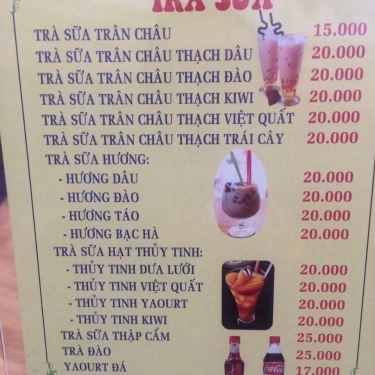 TRÀ SỮA
TRÀ SỮA TRÂN CHÂU 15.000
TRÀ SỮA TRÂN CHÂU THẠCH DÂU 20.000
TRÀ SỮA TRÂN CHÂU THẠCH ĐÀO 20.000
TRÀ SỮA TRÂN CHÂU THẠCH KIWI 20.000
TRÀ SỮA TRÂN CHÂU THẠCH VIỆT QUẤT 20.000
TRÀ SỮA TRÂN CHÂU THẠCH TRÁI CÂY 20.000
TRÀ SỮA HƯƠNG:
- HƯƠNG DÂU 20.000
- HƯƠNG ĐÀO 20.000
- HƯƠNG TÁO 20.000
- HƯƠNG BẠC HÀ 20.000
TRÀ SỮA HẠT THỦY TINH:
- THỦY TINH DƯA LƯỚI 20.000
- THỦY TINH VIỆT QUẤT 20.000
- THỦY TINH YAOURT 20.000
- THỦY TINH KIWI 20.000
TRÀ SỮA THẬP CẨM 25.000
TRÀ ĐÀO 25.000
YAOURT ĐÁ 17.000
Coca-Cola